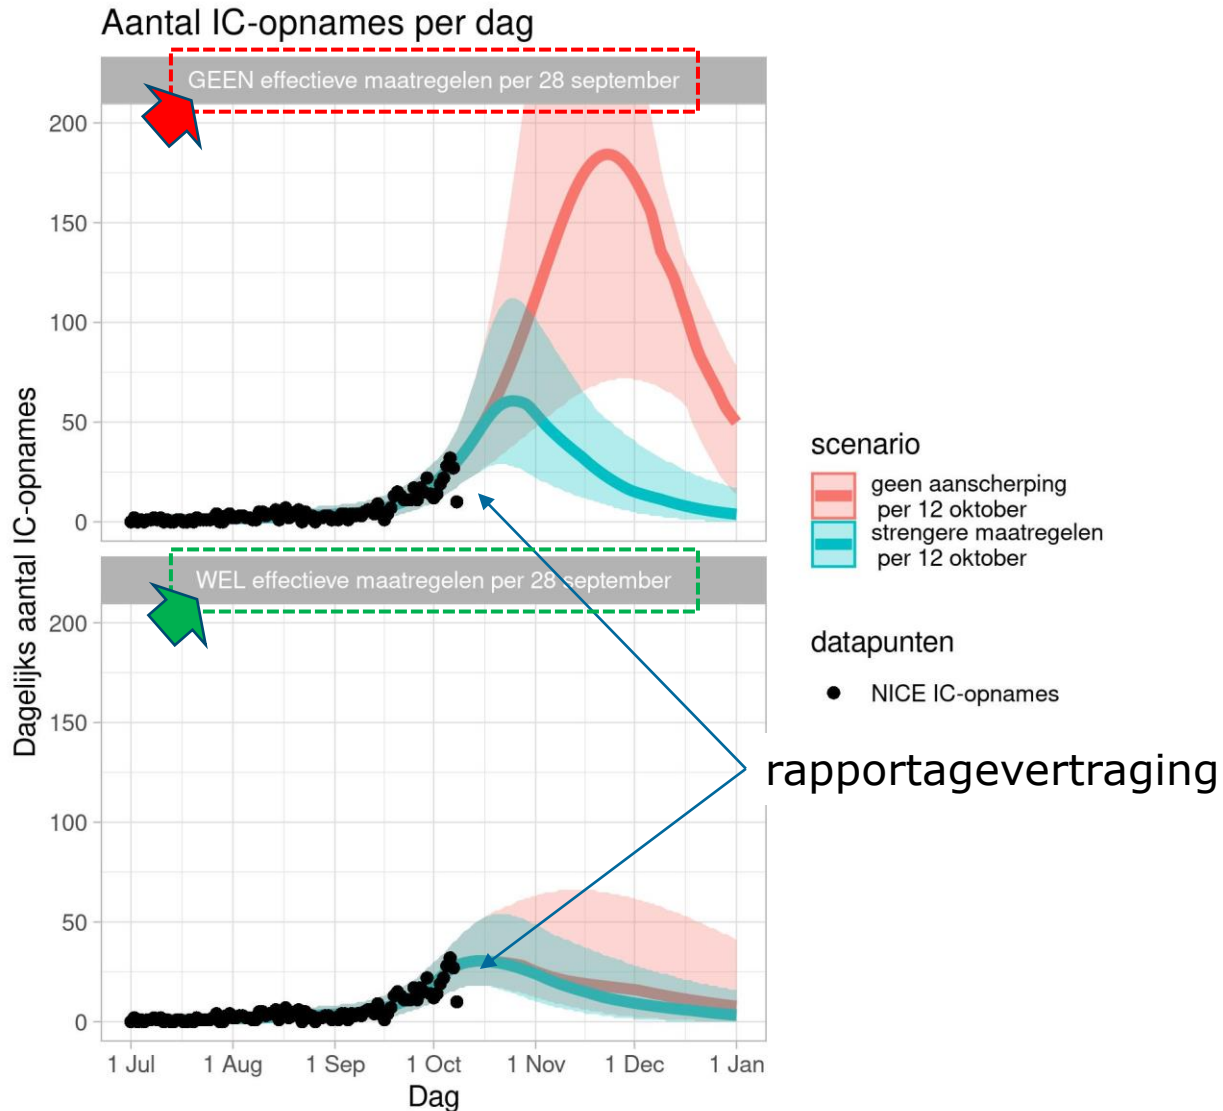 Aantal IC-opnames per dag
GEEN effectieve maatregelen per 28 september
200
150
100
50
0
WEL effectieve maatregelen per 28 september
200
150
100
50
0
1 Jul
1 Aug
1 Sep
1 Oct
1 Nov
1 Dec
1 Jan
Dag
Dagelijks aantal IC-opnames
scenario
geen aanscherping
per 12 oktober
strengere maatregelen
per 12 oktober
datapunten
NICE IC-opnames
rapportagevertraging